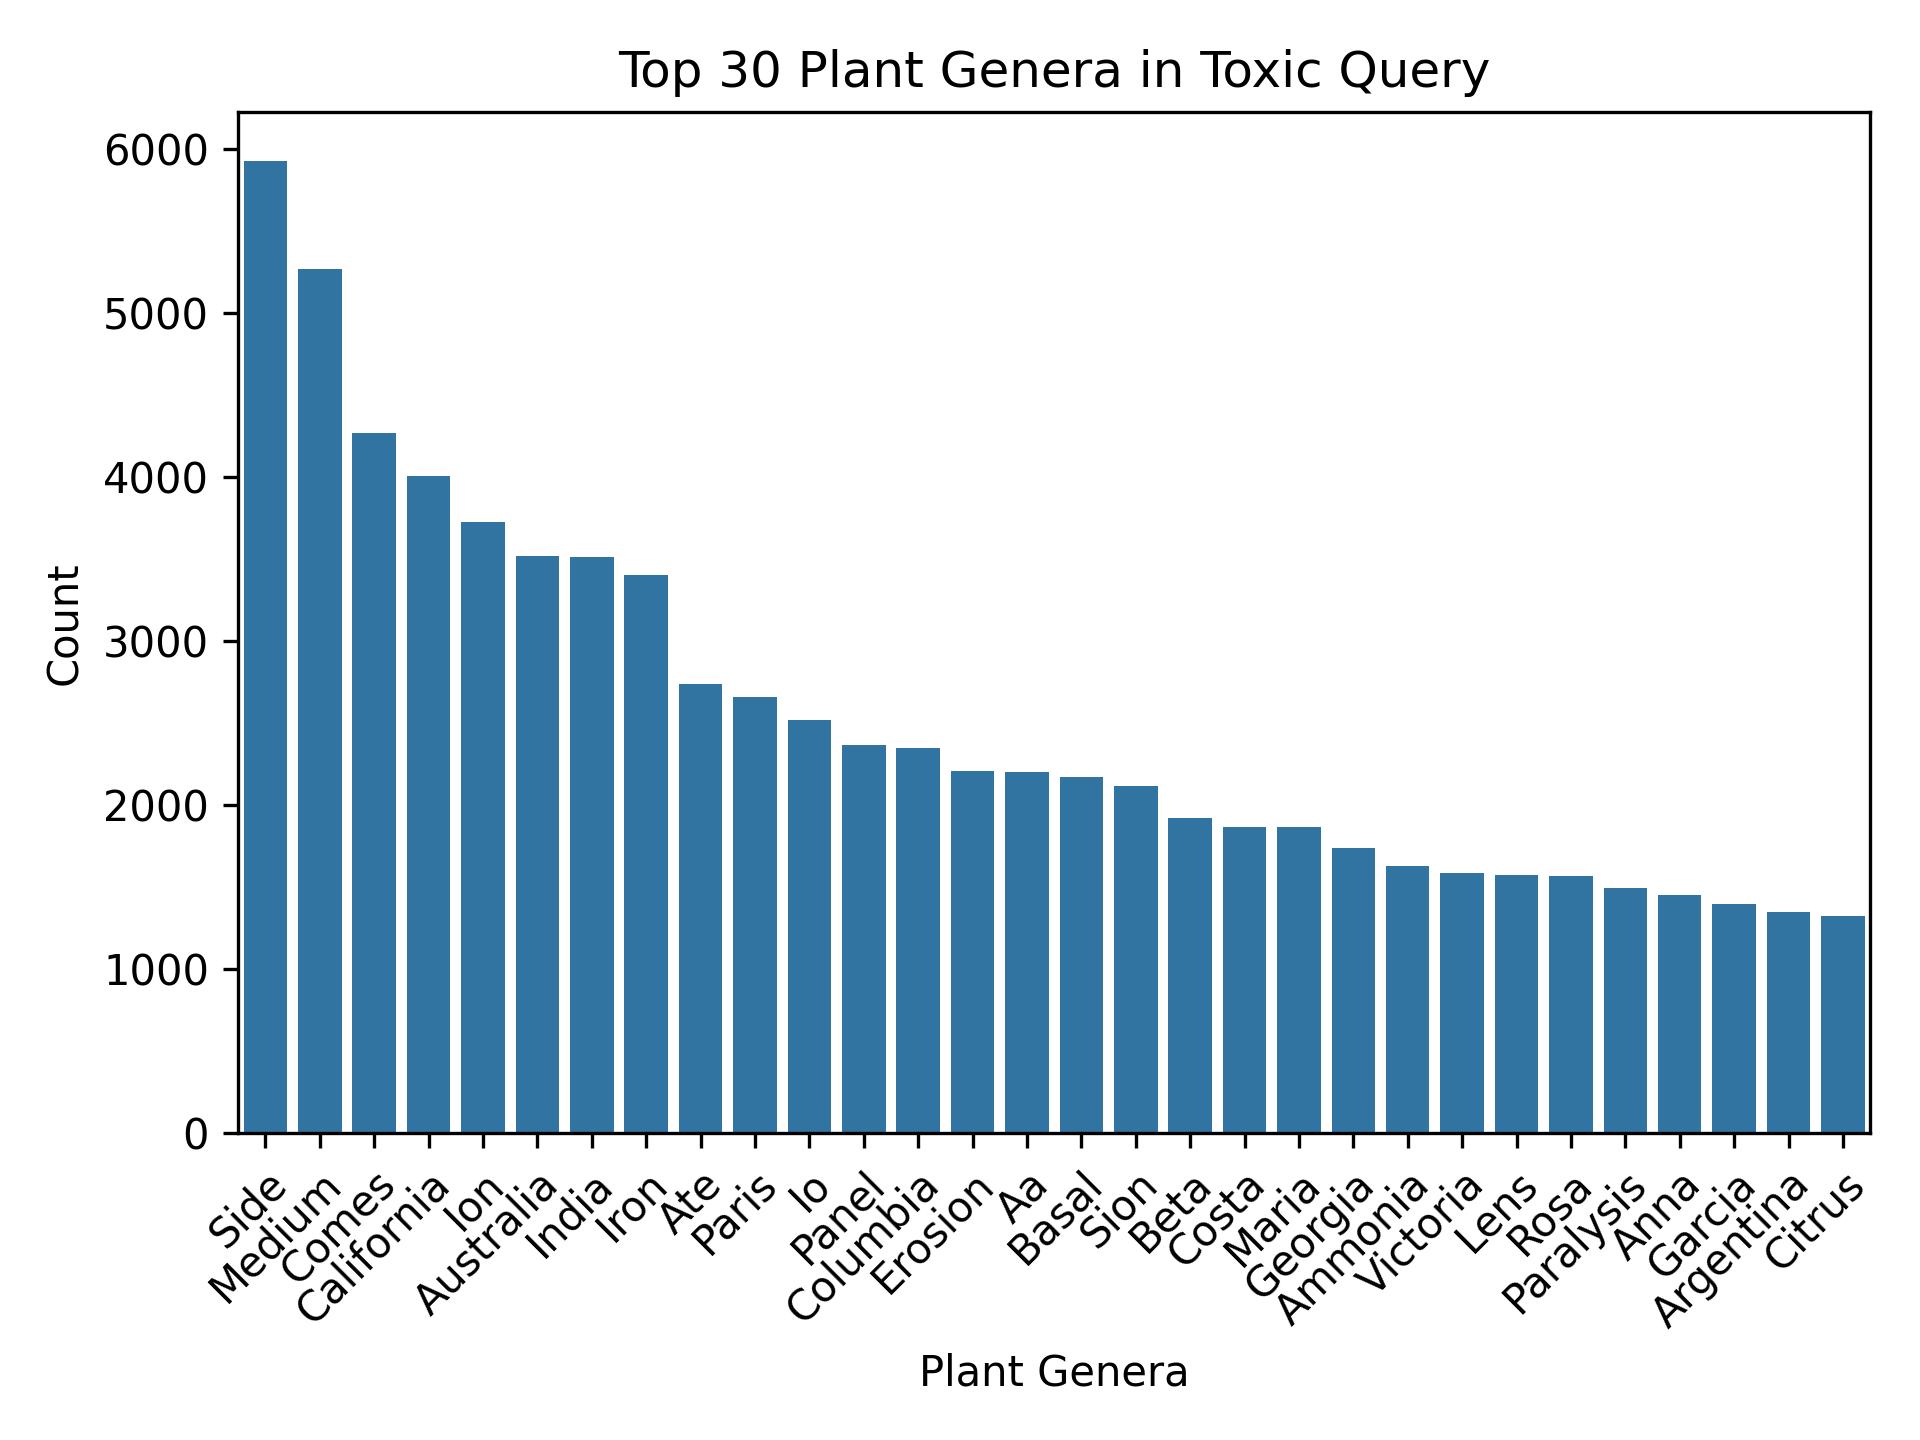 Top 30 Plant Genera in Toxic Query
6000
5000
4000
3000
2000
1000
0
Count
Side
Medium
Comes
California
Ion
Australia
India
Iron
Ate
Paris
Io
Panel
Columbia
Erosion
Aa
Basal
Sion
Beta
Costa
Maria
Georgia
Ammonia
Victoria
Lens
Rosa
Paralysis
Anna
Garcia
Argentina
Citrus
Plant Genera